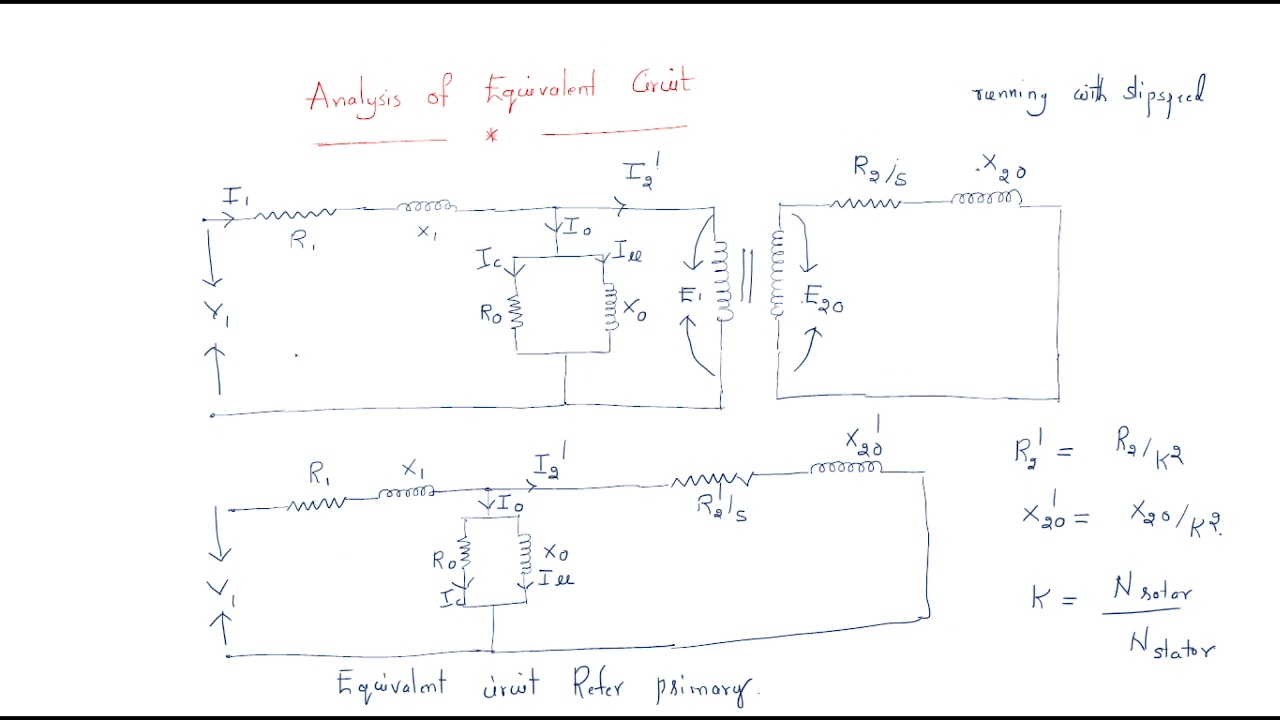 Analysis of Equivalent Circuit
*
running with slipspeed
I₂'
R₂/s
X₂₀
I₁
R₁
X₁
I₀
Ic
Iμ
R₀
X₀
V₁
E₁
E₂₀
R₁
X₁
I₂'
X₂₀'
R₂'/s
I₀
R₀
X₀
Iμ
Ic
V₁
R₂' = R₂/K²
X₂₀' = X₂₀/K².
K = Nrotor
Nstator
Equivalent circuit Refer primary.